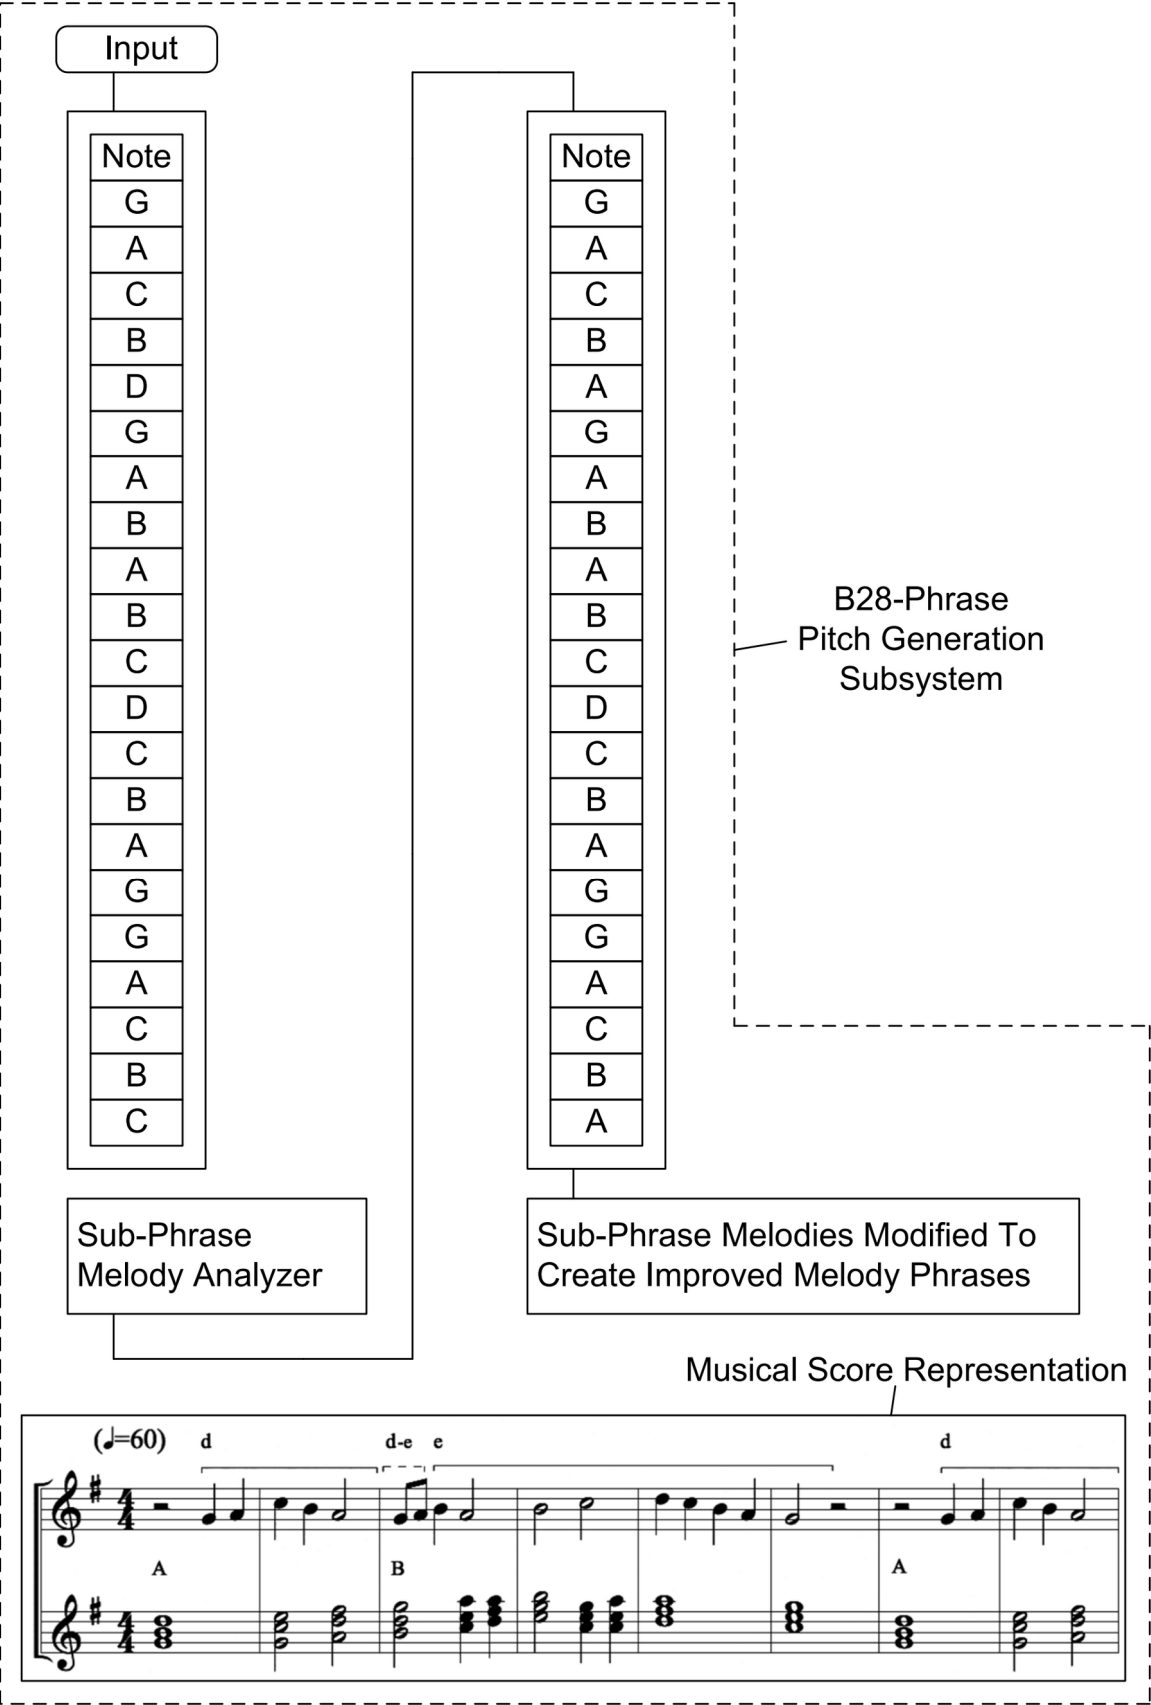 Input
Note
G
A
C
B
D
G
A
B
A
B
C
D
C
B
A
G
G
A
C
B
C
Sub-Phrase
Melody Analyzer
Note
G
A
C
B
A
G
A
B
A
B
C
D
C
B
A
G
G
A
C
B
A
Sub-Phrase Melodies Modified To
Create Improved Melody Phrases
B28-Phrase
Pitch Generation
Subsystem
Musical Score Representation
(♩=60) d d-e e d
4
4
A B A
4
4